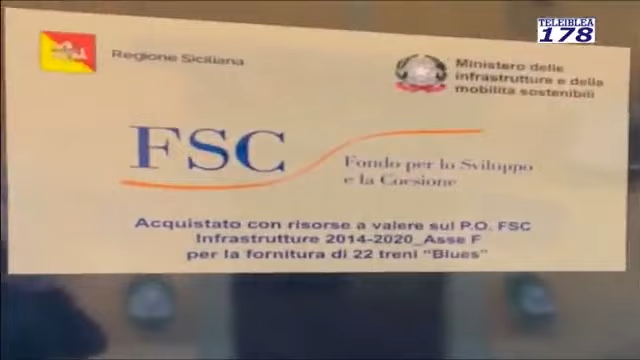 TELEIBLEA
178
Regione Siciliana
Ministero delle
infrastrutture e della
mobilità sostenibili
FSC
Fondo per lo Sviluppo
e la Coesione
Acquistato con risorse a valere sul P.O. FSC
Infrastrutture 2014-2020_Asse F
per la fornitura di 22 treni "Blues"